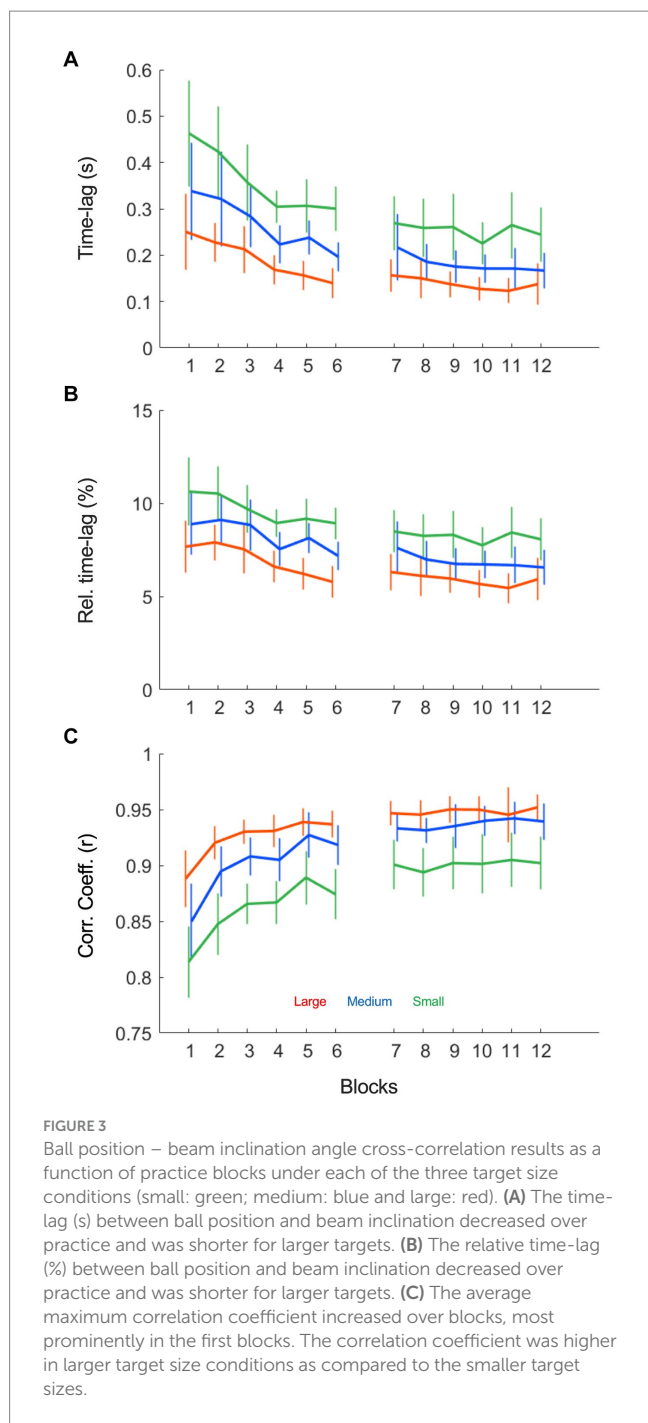 A
Time-lag (s)
0.6
0.5
0.4
0.3
0.2
0.1
0
1 2 3 4 5 6 7 8 9 10 11 12
B
Rel. time-lag (%)
15
10
5
0
1 2 3 4 5 6 7 8 9 10 11 12
C
Corr. Coeff. (r)
1
0.95
0.9
0.85
0.8
0.75
Large Medium Small
1 2 3 4 5 6 7 8 9 10 11 12
Blocks
FIGURE 3
Ball position – beam inclination angle cross-correlation results as a
function of practice blocks under each of the three target size
conditions (small: green; medium: blue and large: red). (A) The time-
lag (s) between ball position and beam inclination decreased over
practice and was shorter for larger targets. (B) The relative time-lag
(%) between ball position and beam inclination decreased over
practice and was shorter for larger targets. (C) The average
maximum correlation coefficient increased over blocks, most
prominently in the first blocks. The correlation coefficient was higher
in larger target size conditions as compared to the smaller target
sizes.